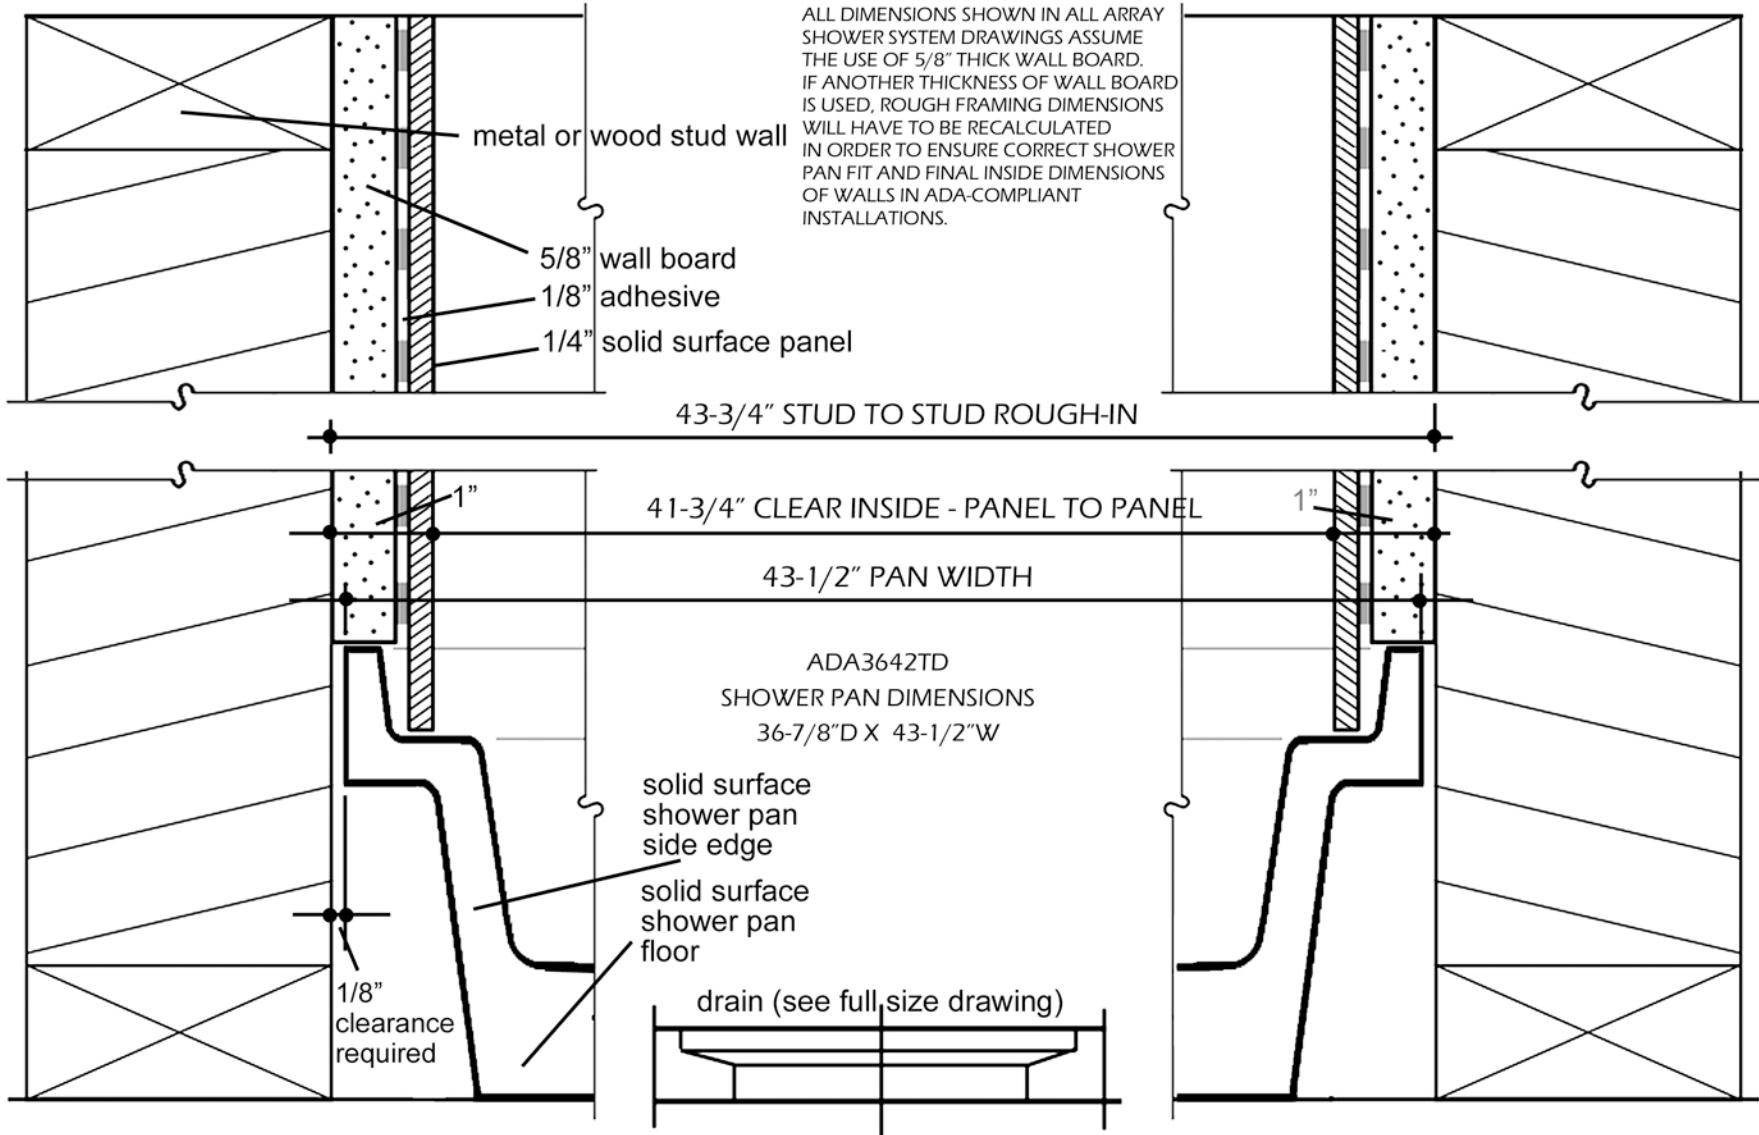 ALL DIMENSIONS SHOWN IN ALL ARRAY
SHOWER SYSTEM DRAWINGS ASSUME
THE USE OF 5/8” THICK WALL BOARD.
IF ANOTHER THICKNESS OF WALL BOARD
IS USED, ROUGH FRAMING DIMENSIONS
WILL HAVE TO BE RECALCULATED
IN ORDER TO ENSURE CORRECT SHOWER
PAN FIT AND FINAL INSIDE DIMENSIONS
OF WALLS IN ADA-COMPLIANT
INSTALLATIONS.
metal or wood stud wall
5/8” wall board
1/8” adhesive
1/4” solid surface panel
43-3/4” STUD TO STUD ROUGH-IN
1”
41-3/4” CLEAR INSIDE - PANEL TO PANEL
1”
43-1/2” PAN WIDTH
ADA3642TD
SHOWER PAN DIMENSIONS
36-7/8”D X 43-1/2”W
solid surface
shower pan
side edge
solid surface
shower pan
floor
1/8”
clearance
required
drain (see full size drawing)